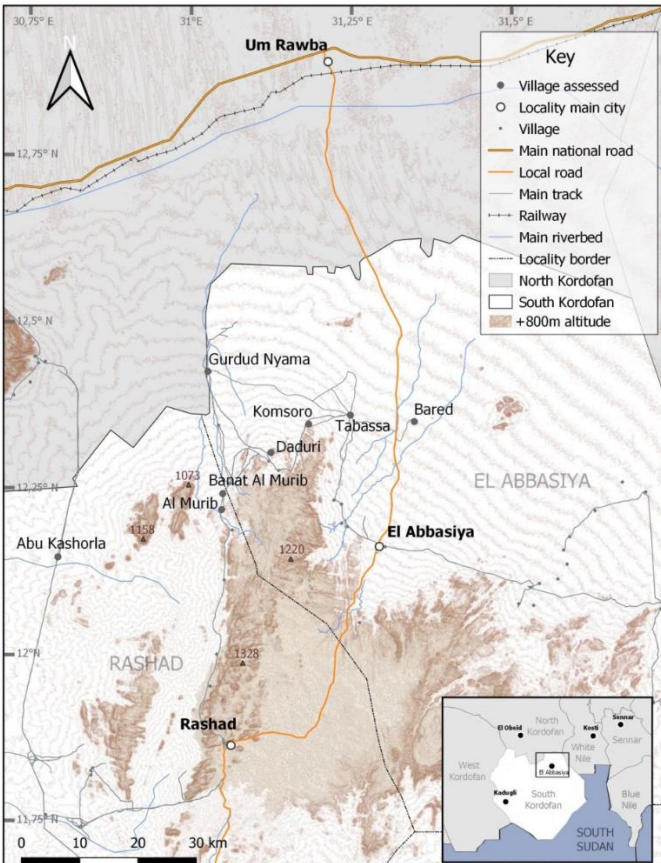 30,75° E
31° E
31,25° E
31,5° E
N
Um Rawba
Key
Village assessed
Locality main city
Village
Main national road
Local road
Main track
Railway
Main riverbed
Locality border
North Kordofan
South Kordofan
+800m altitude
12,75° N
12,5° N
Gurdud Nyama
Komsoro
Tabassa
Bared
Daduri
1073
Banat Al Murib
EL ABBASIYA
12,25° N
Al Murib
1158
El Abbasiya
Abu Kashorla
1220
12° N
RASHAD
1328
Rashad
11,75° N
0
10
20
30 km
El Obeid
North
Kordofan
Kosti
Sennar
White
Nile
Sennar
West
Kordofan
El Abbasiya
Kadugli
South
Kordofan
Blue
Nile
SOUTH
SUDAN